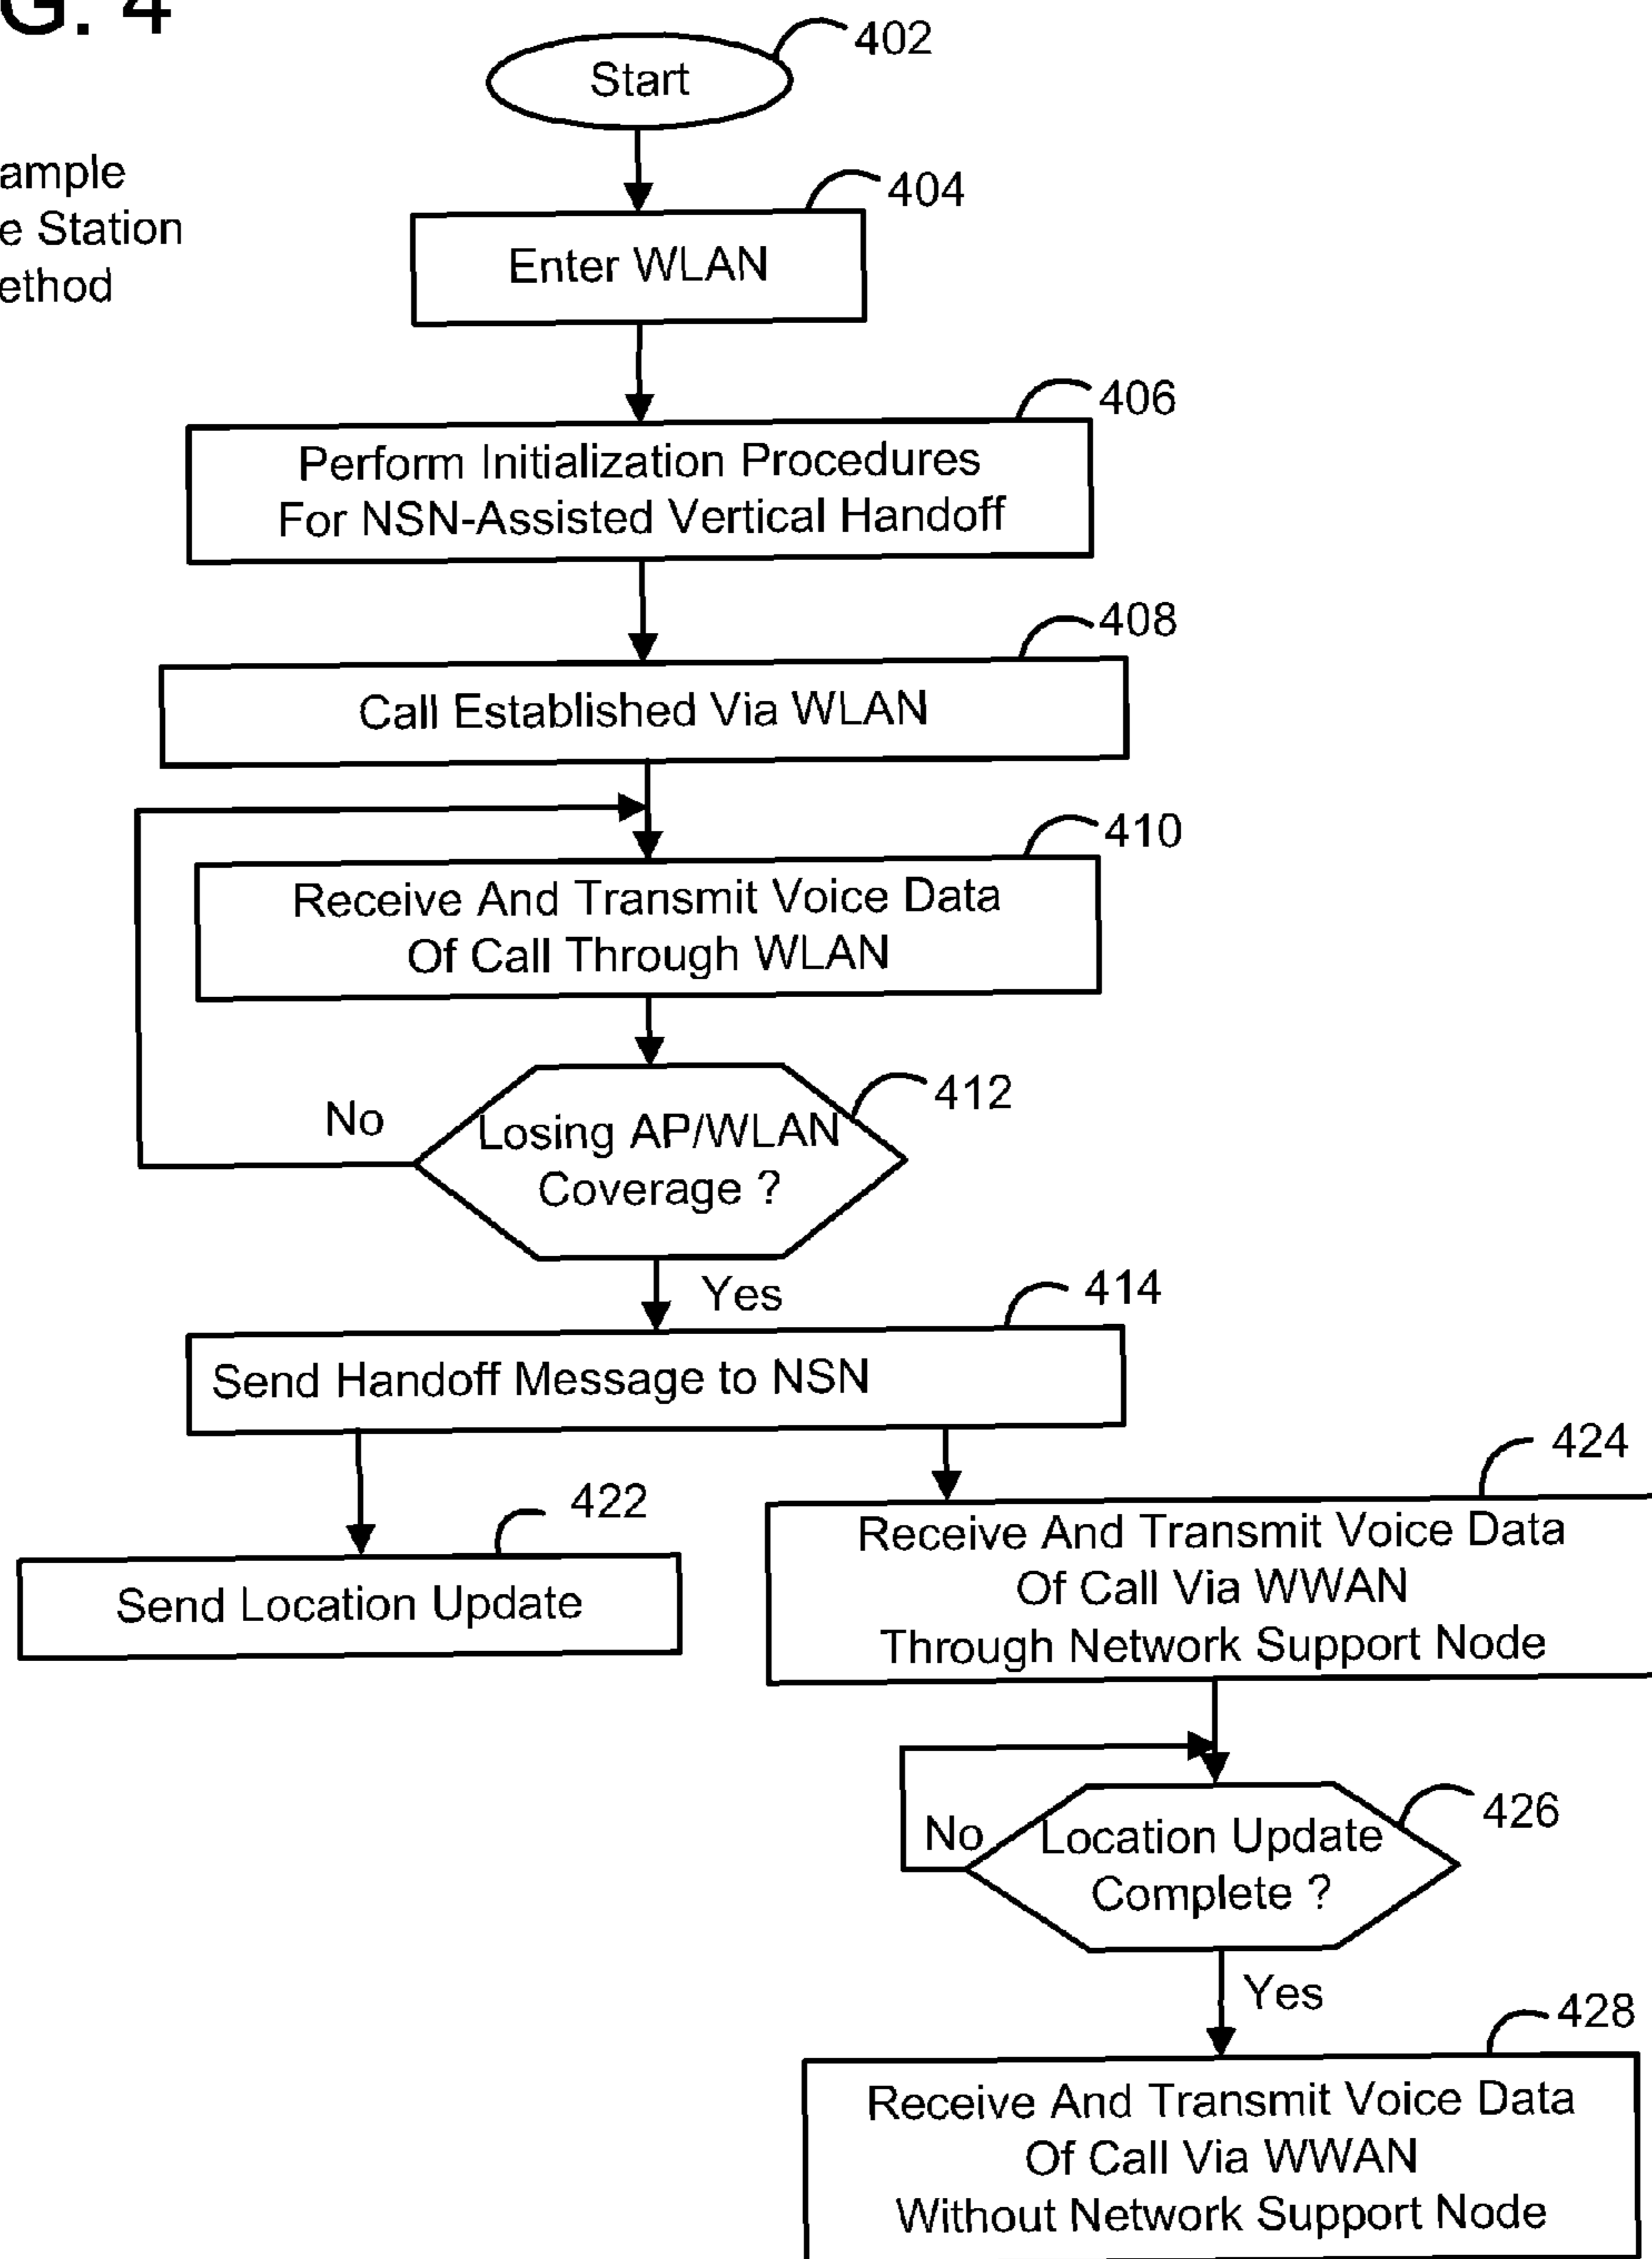 G. 4
402
Start
ample
e Station
ethod
404
Enter WLAN
406
Perform Initialization Procedures
For NSN-Assisted Vertical Handoff
408
Call Established Via WLAN
410
Receive And Transmit Voice Data
Of Call Through WLAN
412
No
Losing AP/WLAN
Coverage ?
Yes
414
Send Handoff Message to NSN
422
Send Location Update
424
Receive And Transmit Voice Data
Of Call Via WWAN
Through Network Support Node
426
No
Location Update
Complete ?
Yes
428
Receive And Transmit Voice Data
Of Call Via WWAN
Without Network Support Node